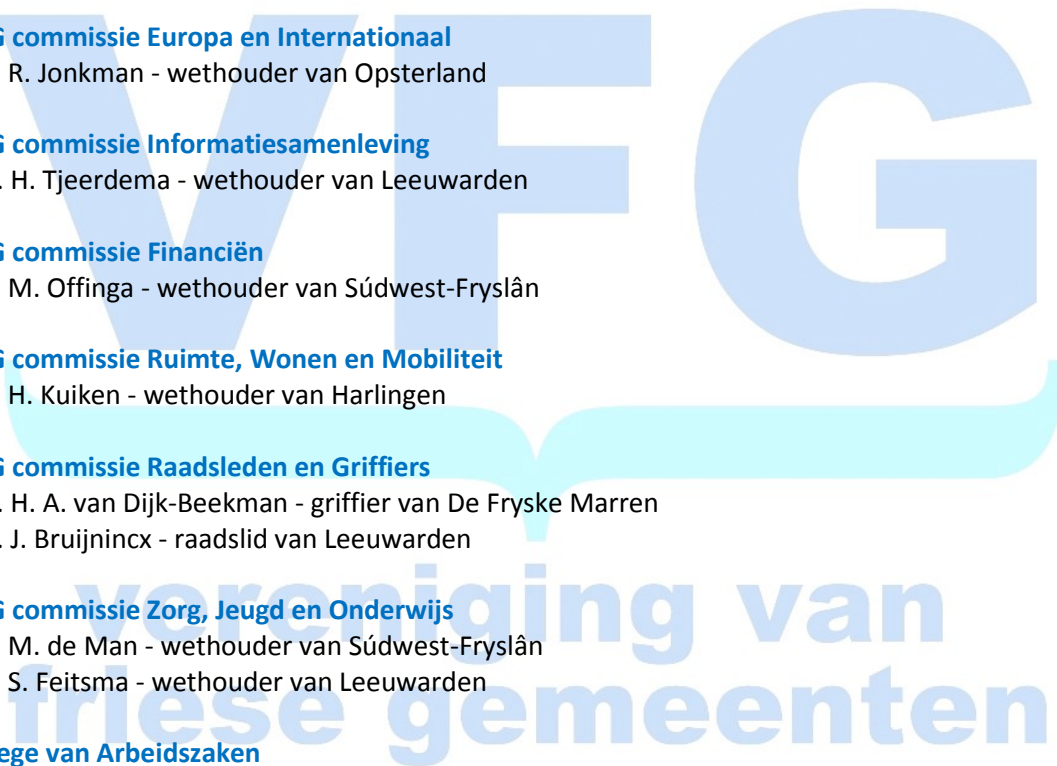 VFG
G commissie Europa en Internationaal
R. Jonkman - wethouder van Opsterland
G commissie Informatiesamenleving
. H. Tjeerdema - wethouder van Leeuwarden
G commissie Financiën
M. Offinga - wethouder van Súdwest-Fryslân
G commissie Ruimte, Wonen en Mobiliteit
H. Kuiken - wethouder van Harlingen
G commissie Raadsleden en Griffiers
. H. A. van Dijk-Beekman - griffier van De Fryske Marren
. J. Bruijnincx - raadslid van Leeuwarden
vereniging van
G commissie Zorg, Jeugd en Onderwijs
M. de Man - wethouder van Súdwest-Fryslân
S. Feitsma - wethouder van Leeuwarden
friese gemeenten
lege van Arbeidszaken